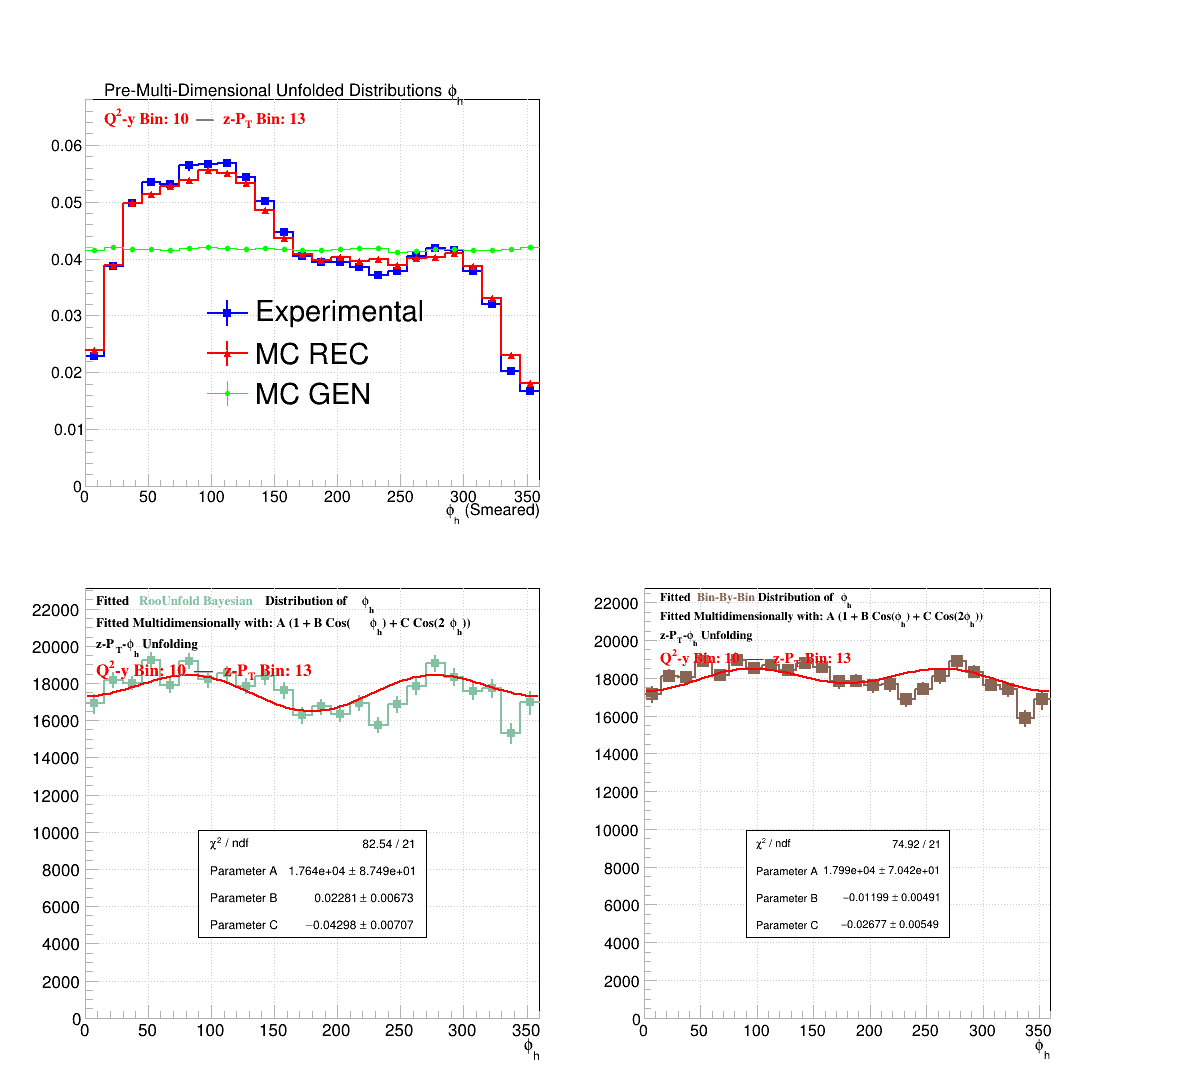 Pre-Multi-Dimensional Unfolded Distributions ϕh
Q²-y Bin: 10 — z-PT Bin: 13
0.06
0.05
0.04
0.03
0.02
0.01
0
Experimental
MC REC
MC GEN
0 50 100 150 200 250 300 350
ϕh (Smeared)
Fitted RooUnfold Bayesian Distribution of ϕh
Fitted Multidimensionally with: A (1 + B Cos( ϕh) + C Cos(2 ϕh))
z-PT-ϕh Unfolding
Q²-y Bin: 10 — z-PT Bin: 13
22000
20000
18000
16000
14000
12000
10000
8000
6000
4000
2000
0
χ² / ndf 82.54 / 21
Parameter A 1.764e+04 ± 8.749e+01
Parameter B 0.02281 ± 0.00673
Parameter C −0.04298 ± 0.00707
0 50 100 150 200 250 300 350
ϕh
Fitted Bin-By-Bin Distribution of ϕh
Fitted Multidimensionally with: A (1 + B Cos(ϕh) + C Cos(2ϕh))
z-PT-ϕh Unfolding
Q²-y Bin: 10 — z-PT Bin: 13
22000
20000
18000
16000
14000
12000
10000
8000
6000
4000
2000
0
χ² / ndf 74.92 / 21
Parameter A 1.799e+04 ± 7.042e+01
Parameter B −0.01199 ± 0.00491
Parameter C −0.02677 ± 0.00549
0 50 100 150 200 250 300 350
ϕh